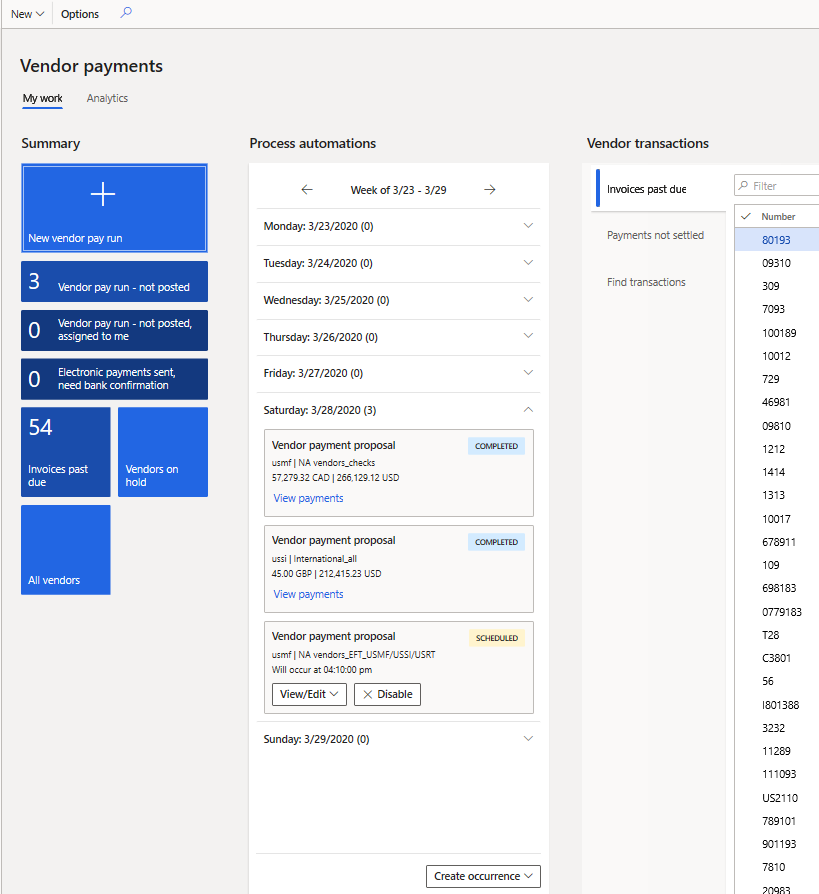 New
Options
Vendor payments
My work
Analytics
Summary
New vendor pay run
3
Vendor pay run - not posted
0
Vendor pay run - not posted,
assigned to me
0
Electronic payments sent,
need bank confirmation
54
Invoices past
due
Vendors on
hold
All vendors
Process automations
Week of 3/23 - 3/29
Monday: 3/23/2020 (0)
Tuesday: 3/24/2020 (0)
Wednesday: 3/25/2020 (0)
Thursday: 3/26/2020 (0)
Friday: 3/27/2020 (0)
Saturday: 3/28/2020 (3)
Vendor payment proposal
COMPLETED
usmf | NA vendors_checks
57,279.32 CAD | 266,129.12 USD
View payments
Vendor payment proposal
COMPLETED
ussi | International_all
45.00 GBP | 212,415.23 USD
View payments
Vendor payment proposal
SCHEDULED
usmf | NA vendors_EFT_USMF/USSI/USRT
Will occur at 04:10:00 pm
View/Edit
Disable
Sunday: 3/29/2020 (0)
Create occurrence
Vendor transactions
Invoices past due
Payments not settled
Find transactions
Filter
Number
80193
09310
309
7093
100189
10012
729
46981
09810
1212
1414
1313
10017
678911
109
698183
0779183
T28
C3801
56
I801388
3232
11289
111093
US2110
789101
901193
7810
20983